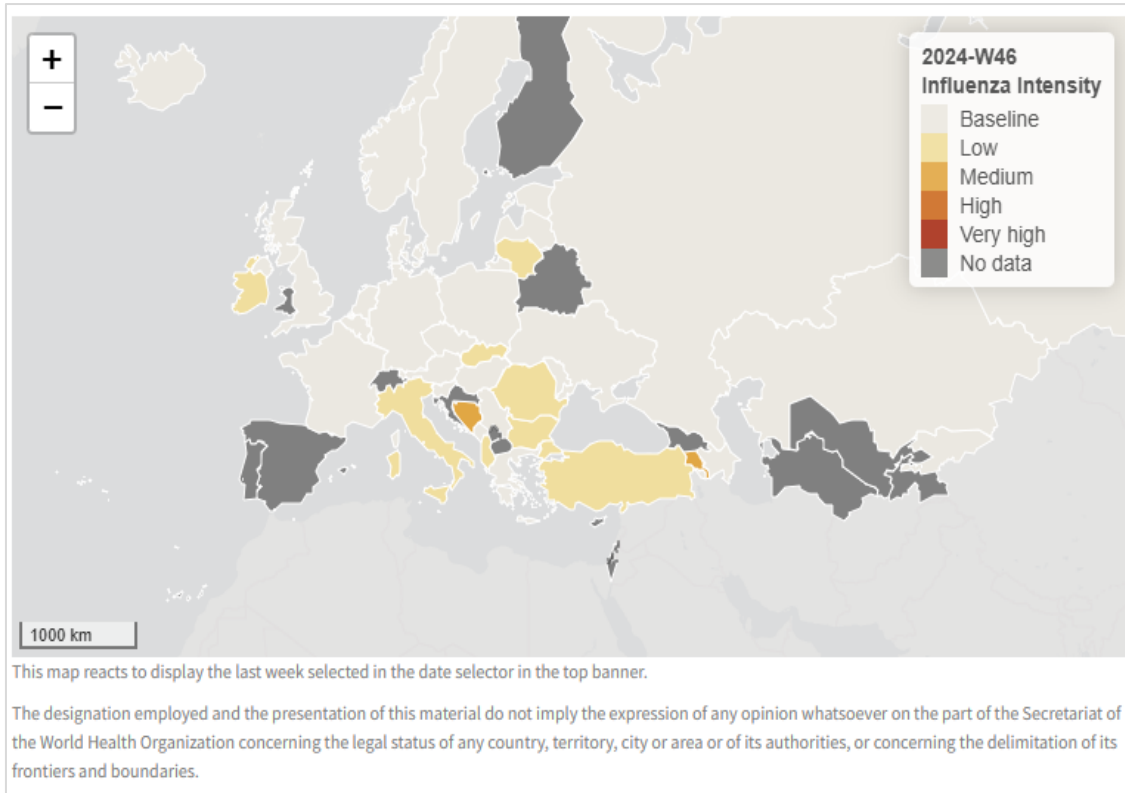 +
−
2024-W46
Influenza Intensity
Baseline
Low
Medium
High
Very high
No data
1000 km
This map reacts to display the last week selected in the date selector in the top banner.
The designation employed and the presentation of this material do not imply the expression of any opinion whatsoever on the part of the Secretariat of
the World Health Organization concerning the legal status of any country, territory, city or area or of its authorities, or concerning the delimitation of its
frontiers and boundaries.